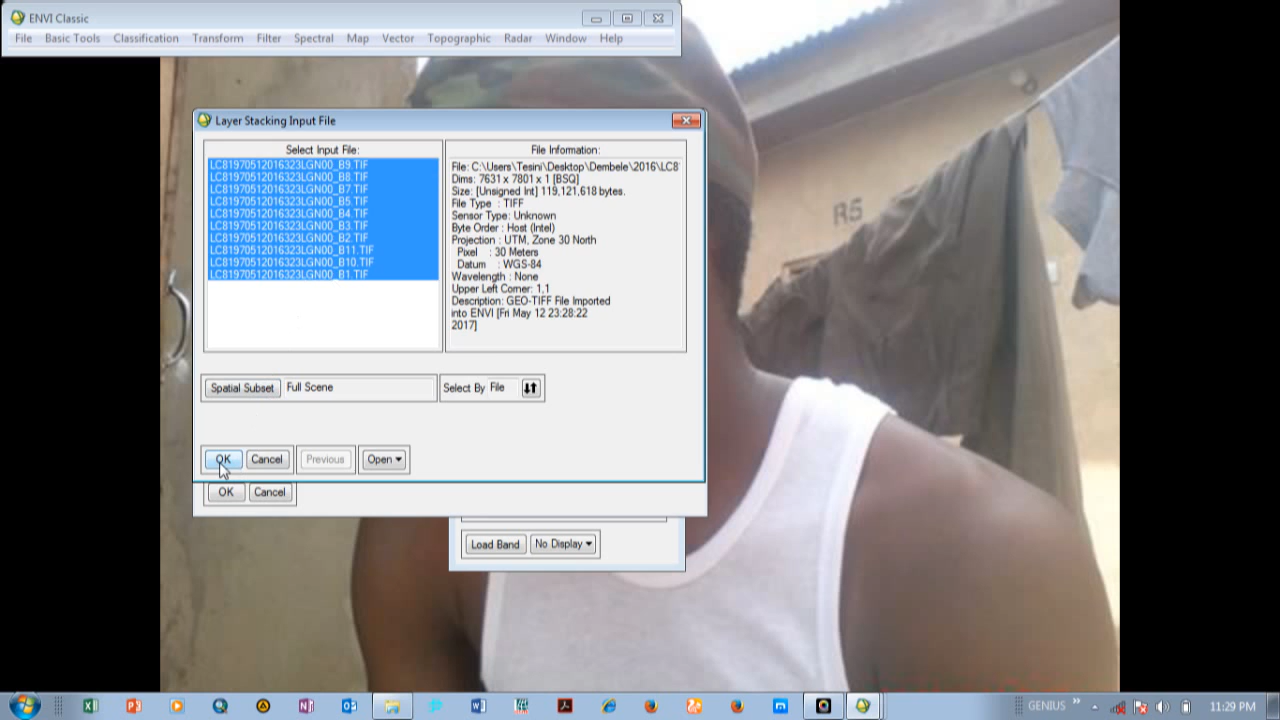 ENVI Classic
File Basic Tools Classification Transform Filter Spectral Map Vector Topographic Radar Window Help
Layer Stacking Input File
Select Input File:
LC81970512016323LGN00_B9.TIF
LC81970512016323LGN00_B8.TIF
LC81970512016323LGN00_B7.TIF
LC81970512016323LGN00_B5.TIF
LC81970512016323LGN00_B4.TIF
LC81970512016323LGN00_B3.TIF
LC81970512016323LGN00_B2.TIF
LC81970512016323LGN00_B11.TIF
LC81970512016323LGN00_B10.TIF
LC81970512016323LGN00_B1.TIF
File Information:
File: C:\Users\Tesini\Desktop\Dembele\2016\LC8
Dims: 7631 x 7801 x 1 [BSQ]
Size: [Unsigned Int] 119,121,618 bytes.
File Type : TIFF
Sensor Type: Unknown
Byte Order : Host (Intel)
Projection : UTM, Zone 30 North
Pixel : 30 Meters
Datum : WGS-84
Wavelength : None
Upper Left Corner: 1,1
Description: GEO-TIFF File Imported
into ENVI [Fri May 12 23:28:22
2017]
Spatial Subset Full Scene
Select By File
OK Cancel Previous Open
OK Cancel
Load Band No Display
R5
GENIUS
11:29 PM